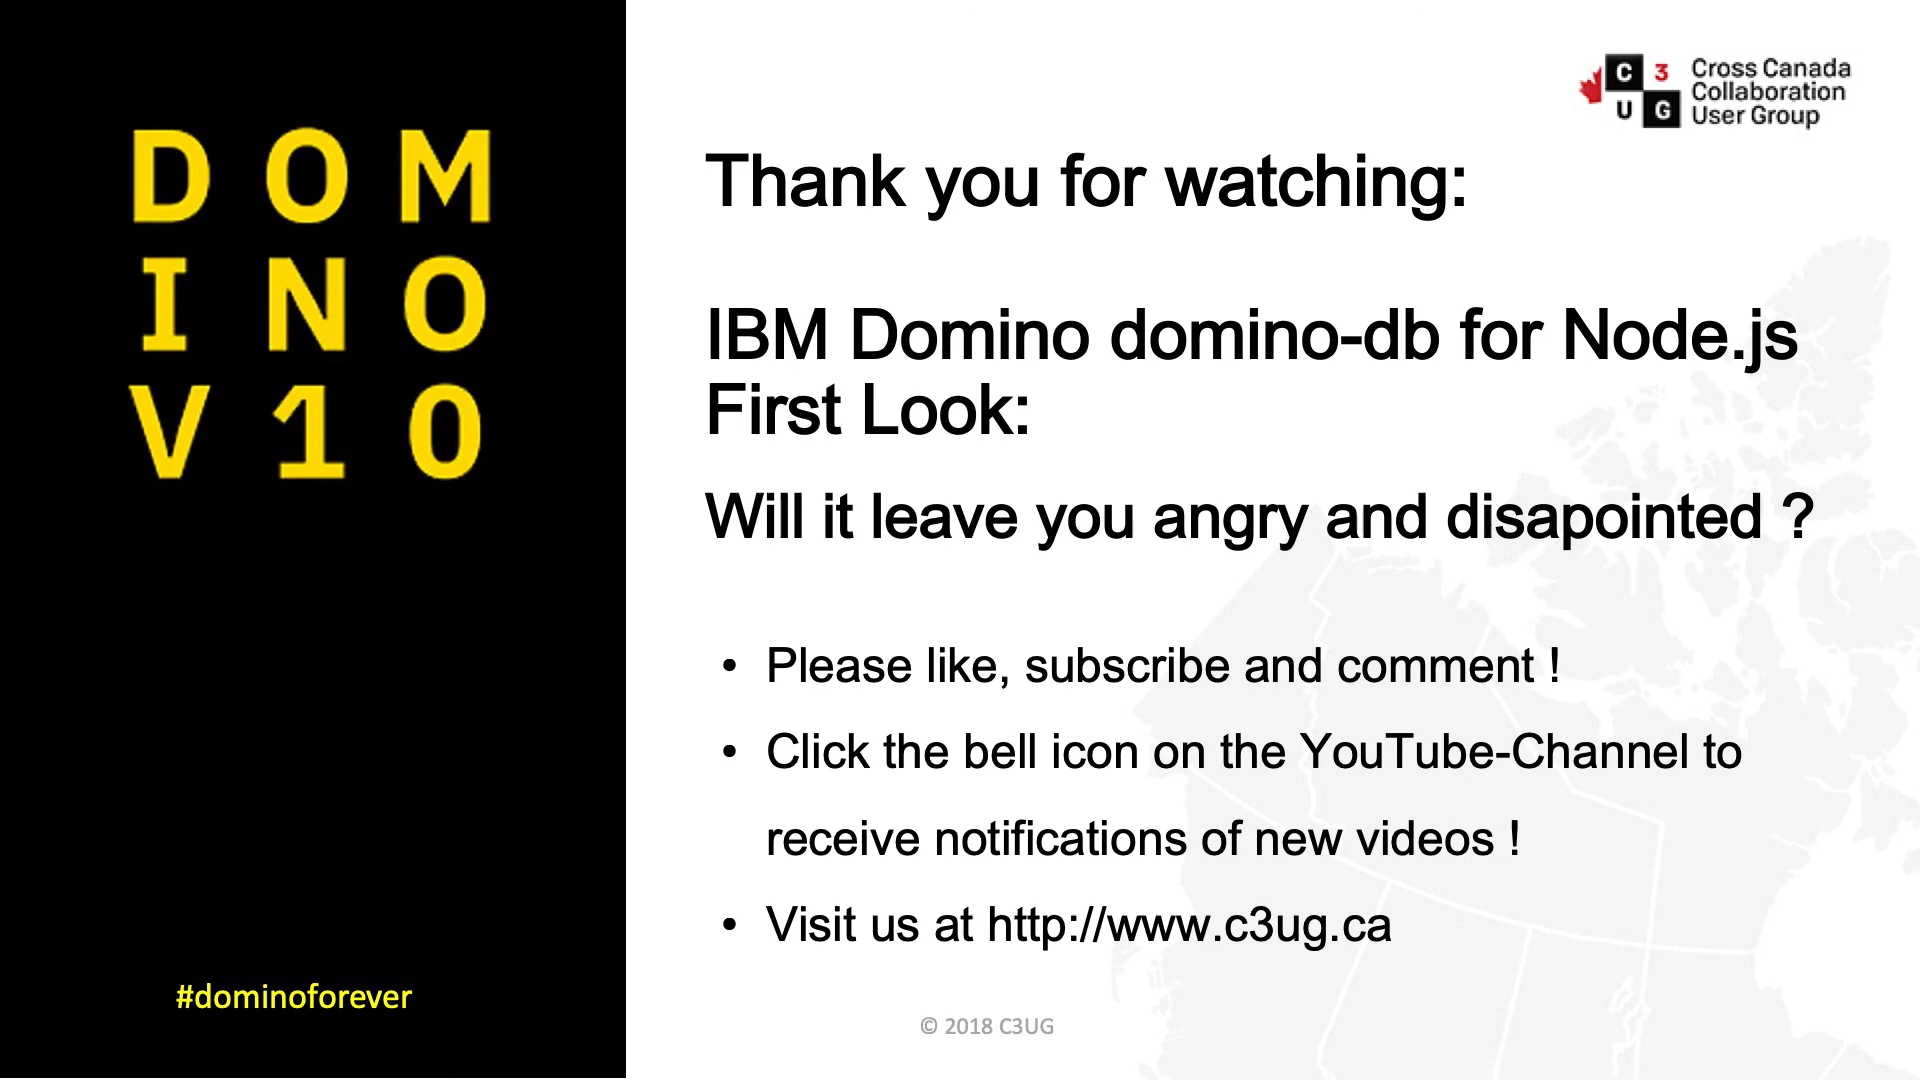 D O M
I N O
V 1 0
#dominoforever
C 3
U G
Cross Canada
Collaboration
User Group
Thank you for watching:
IBM Domino domino-db for Node.js
First Look:
Will it leave you angry and disapointed ?
• Please like, subscribe and comment !
• Click the bell icon on the YouTube-Channel to
receive notifications of new videos !
• Visit us at http://www.c3ug.ca
© 2018 C3UG